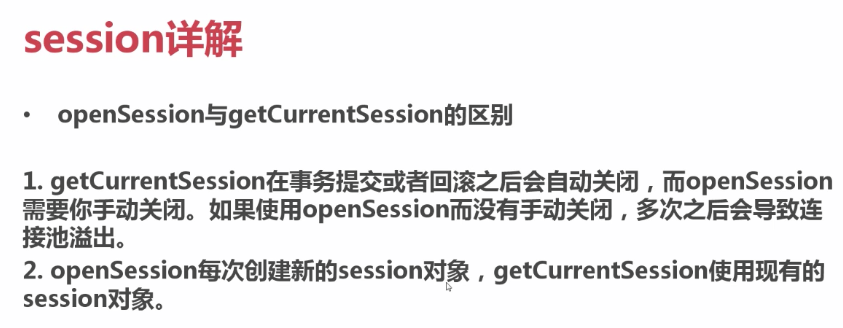 session详解
• openSession与getCurrentSession的区别
1. getCurrentSession在事务提交或者回滚之后会自动关闭，而openSession
需要你手动关闭。如果使用openSession而没有手动关闭，多次之后会导致连
接池溢出。
2. openSession每次创建新的session对象，getCurrentSession使用现有的
session对象。